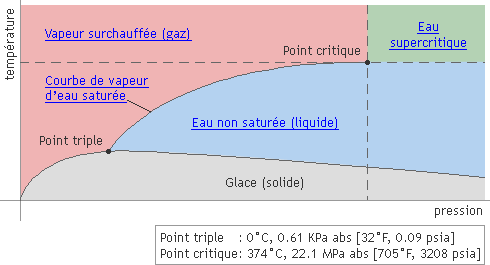 température
Vapeur surchauffée (gaz)
Eau
supercritique
Point critique
Courbe de vapeur
d'eau saturée
Eau non saturée (liquide)
Point triple
Glace (solide)
pression
Point triple : 0°C, 0.61 KPa abs [32°F, 0.09 psia]
Point critique: 374°C, 22.1 MPa abs [705°F, 3208 psia]